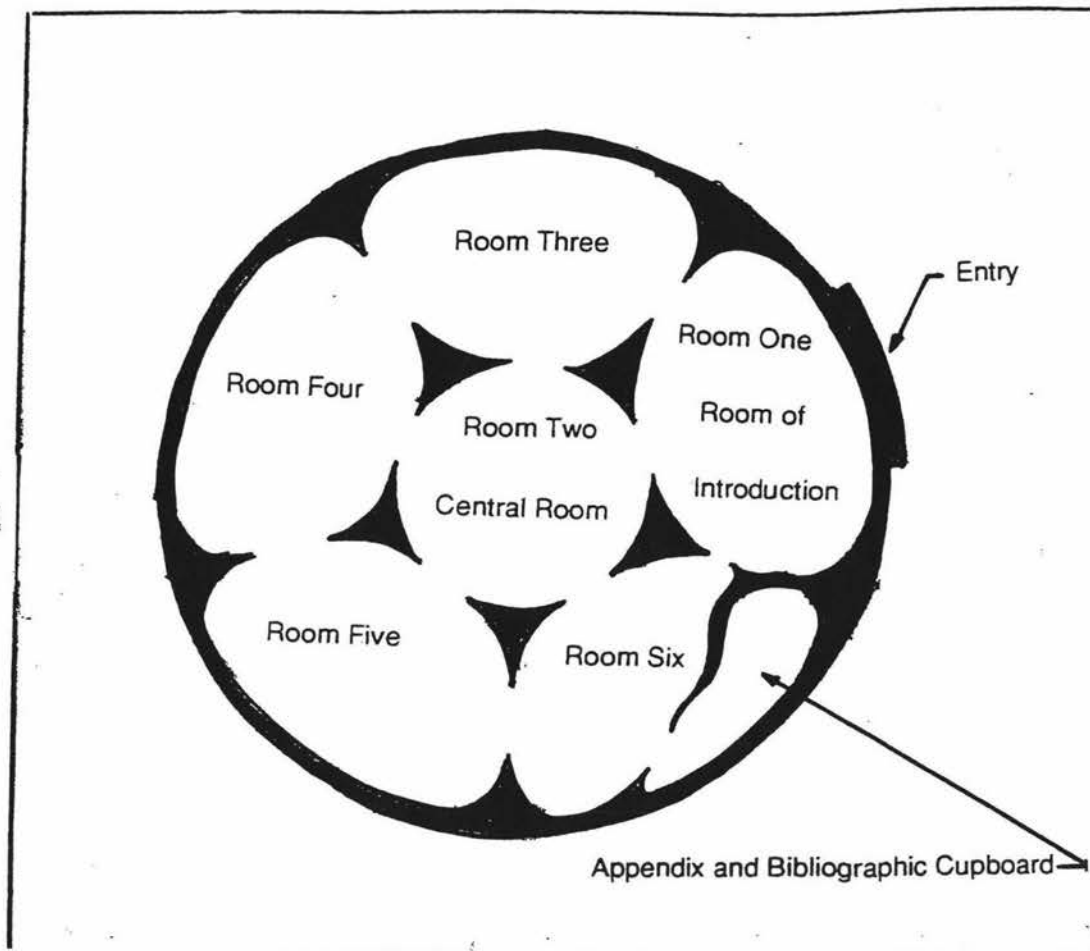 Room Three
Entry
Room One
Room Four
Room of
Room Two
Introduction
Central Room
Room Five
Room Six
Appendix and Bibliographic Cupboard